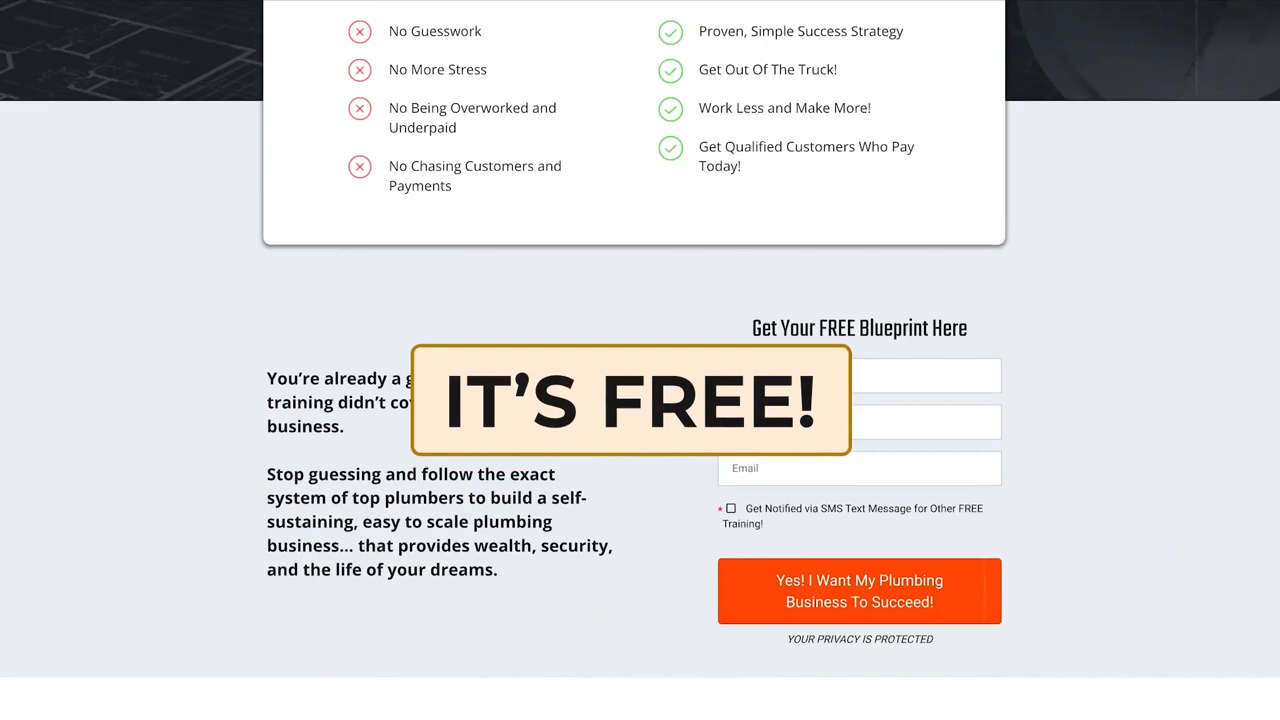 No Guesswork
No More Stress
No Being Overworked and
Underpaid
No Chasing Customers and
Payments
Proven, Simple Success Strategy
Get Out Of The Truck!
Work Less and Make More!
Get Qualified Customers Who Pay
Today!
You're already a
training didn't
business.
Stop guessing and follow the exact
system of top plumbers to build a self-
sustaining, easy to scale plumbing
business... that provides wealth, security,
and the life of your dreams.
IT'S FREE!
Get Your FREE Blueprint Here
Email
* Get Notified via SMS Text Message for Other FREE
Training!
Yes! I Want My Plumbing
Business To Succeed!
YOUR PRIVACY IS PROTECTED